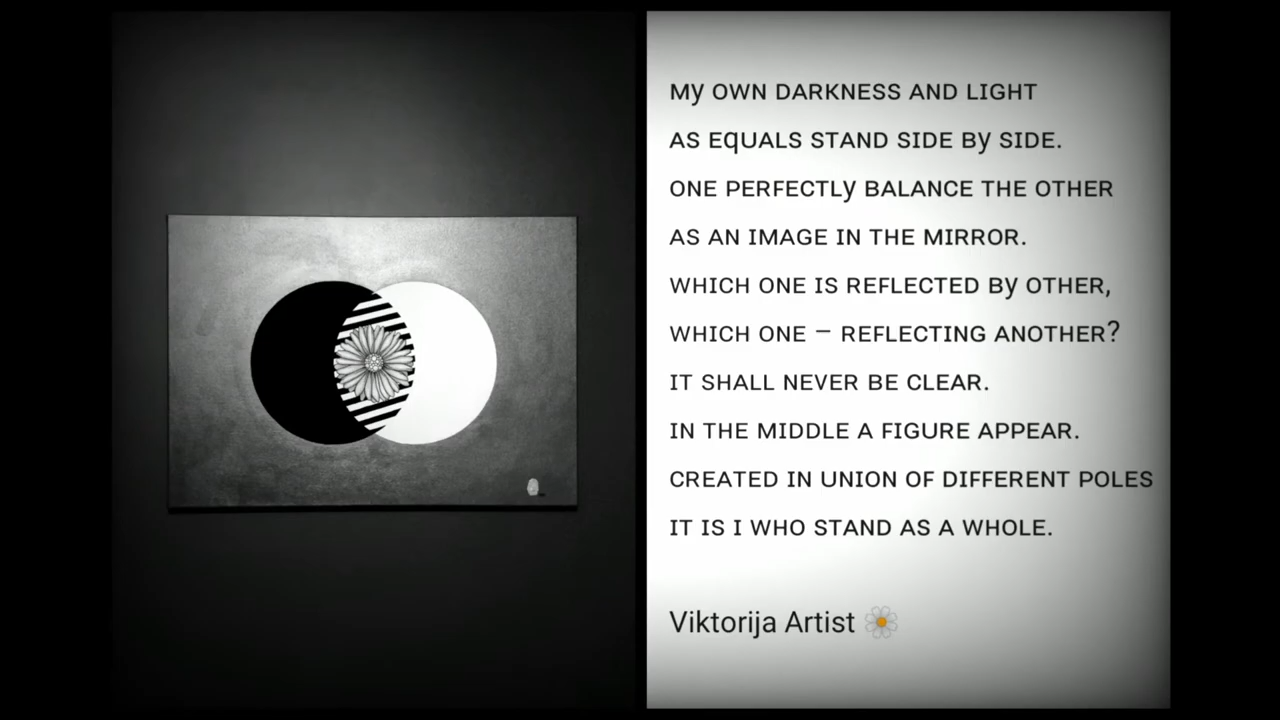 My OWN DARKNESS AND LIGHT
AS EqUALS STAND SIDE By SIDE.
ONE PERFECTLy BALANCE THE OTHER
AS AN IMAGE IN THE MIRROR.
WHICH ONE IS REFLECTED By OTHER,
WHICH ONE – REFLECTING ANOTHER?
IT SHALL NEVER BE CLEAR.
IN THE MIDDLE A FIGURE APPEAR.
CREATED IN UNION OF DIFFERENT POLES
IT IS I WHO STAND AS A WHOLE.
Viktorija Artist 🌼